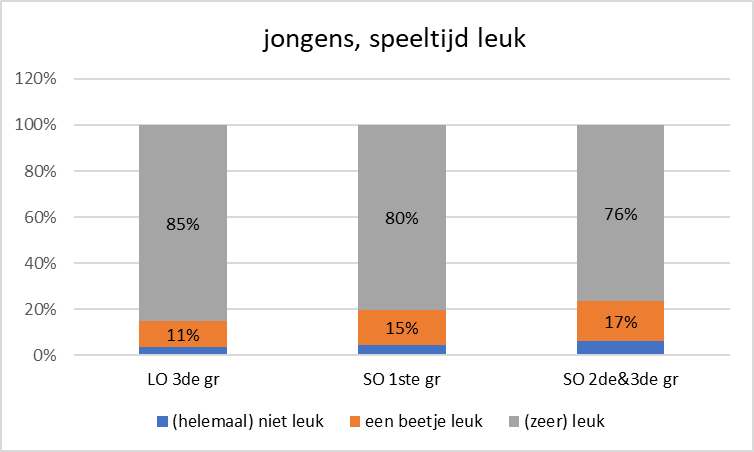 jongens, speeltijd leuk
120%
100%
80%
60%
40%
20%
0%
85%
80%
76%
11%
15%
17%
LO 3de gr
SO 1ste gr
SO 2de&3de gr
(helemaal) niet leuk
een beetje leuk
(zeer) leuk